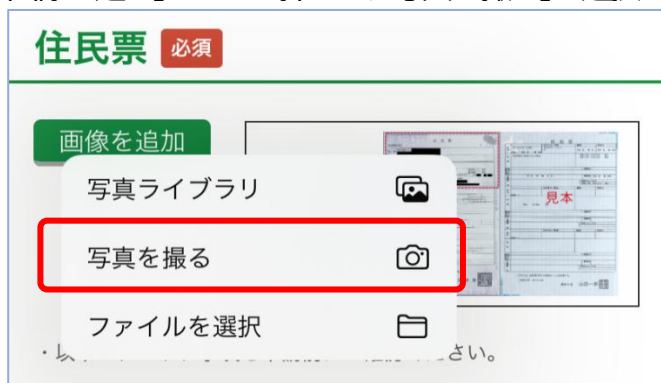 住民票 必須
画像を追加
写真ライブラリ
見本
写真を撮る
ファイルを選択
さい。